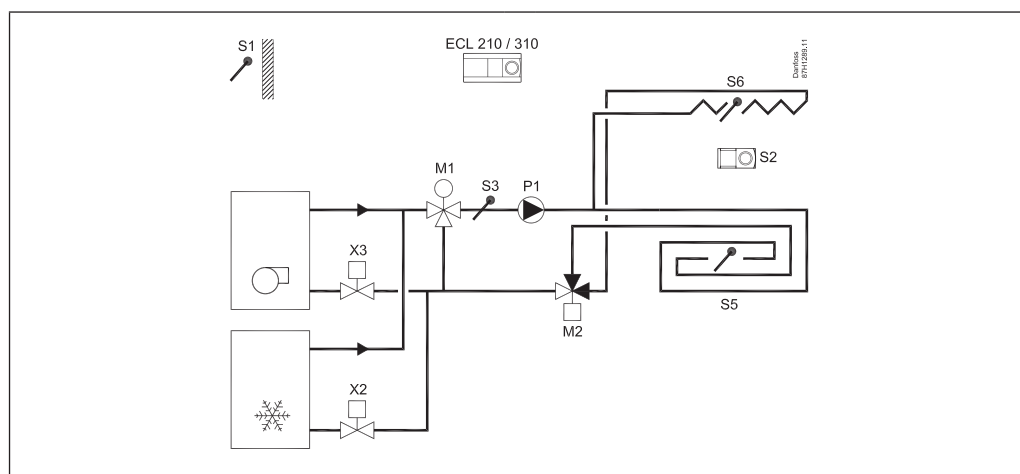 S1
ECL 210 / 310
Danfoss
87H1289.11
S6
S2
M1
S3
P1
X3
S5
M2
X2